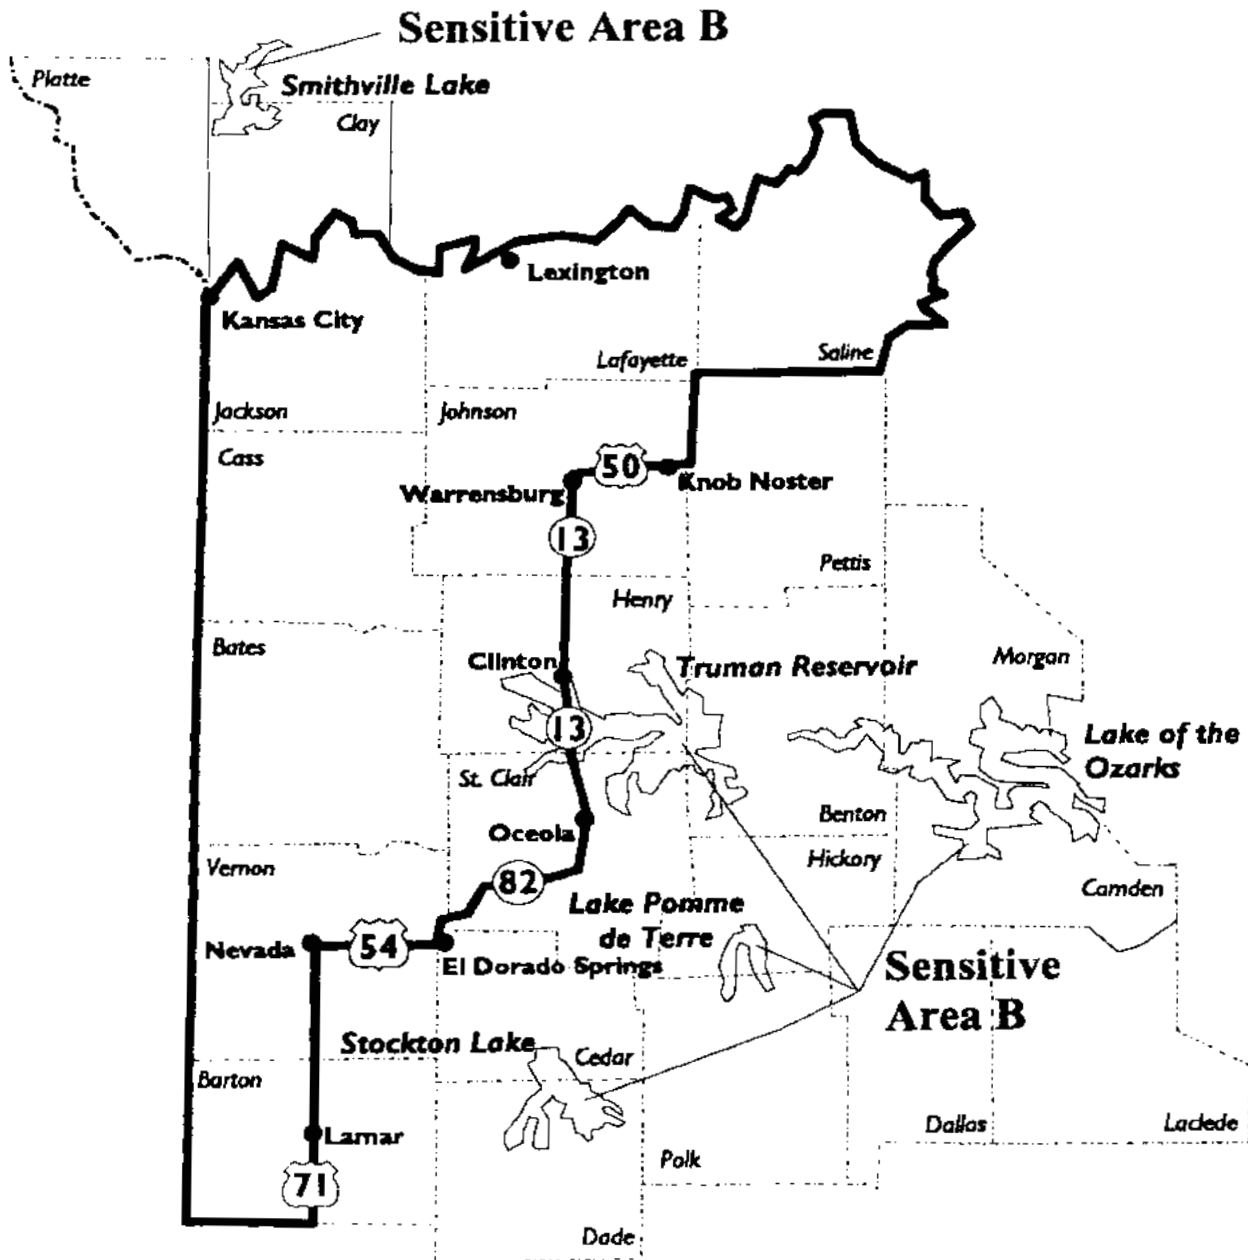 Sensitive Area B
Platte
Smithville Lake
Clay
Lexington
Kansas City
Lafayette
Saline
Jackson
Johnson
Cass
50
Warrensburg
Knob Noster
13
Pettis
Henry
Bates
Clinton
Truman Reservoir
Morgan
13
Lake of the
Ozarks
St. Clair
Oceola
Benton
Hickory
Vernon
82
Camden
Lake Pomme
de Terre
Nevada
54
El Dorado Springs
Sensitive
Area B
Stockton Lake
Cedar
Barton
Lamar
Dallas
Laclede
Polk
71
Dade